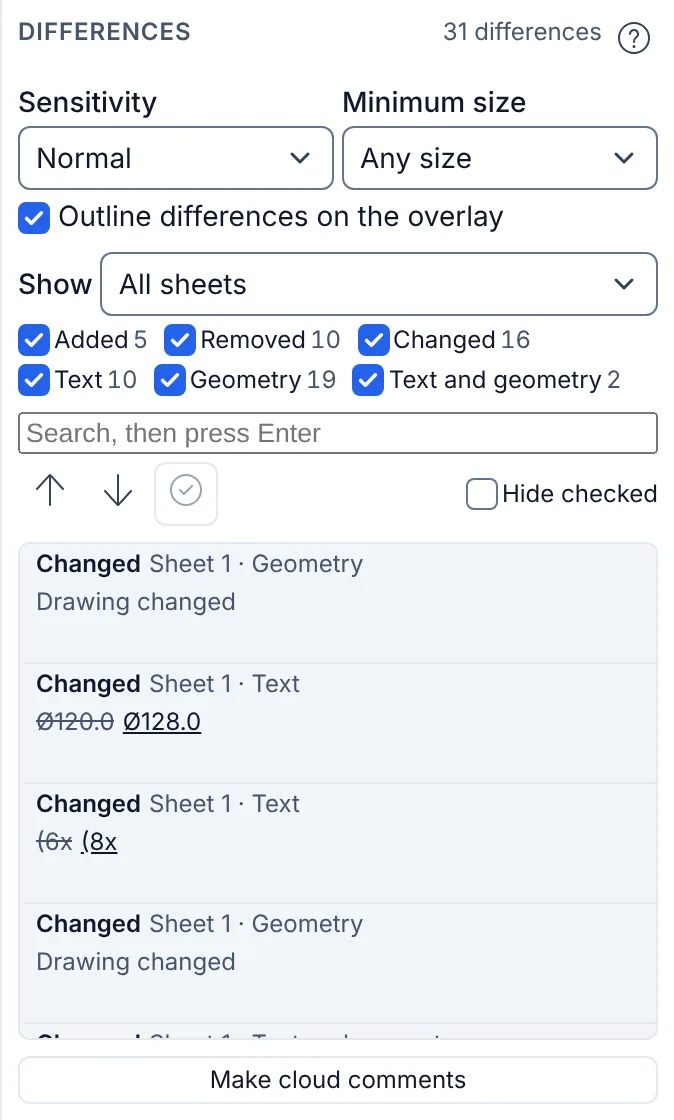 DIFFERENCES 31 differences ?
Sensitivity Minimum size
Normal Any size
Outline differences on the overlay
Show All sheets
Added 5 Removed 10 Changed 16
Text 10 Geometry 19 Text and geometry 2
Search, then press Enter
Hide checked
Changed Sheet 1 · Geometry
Drawing changed
Changed Sheet 1 · Text
Ø120.0 Ø128.0
Changed Sheet 1 · Text
(6x (8x
Changed Sheet 1 · Geometry
Drawing changed
Make cloud comments